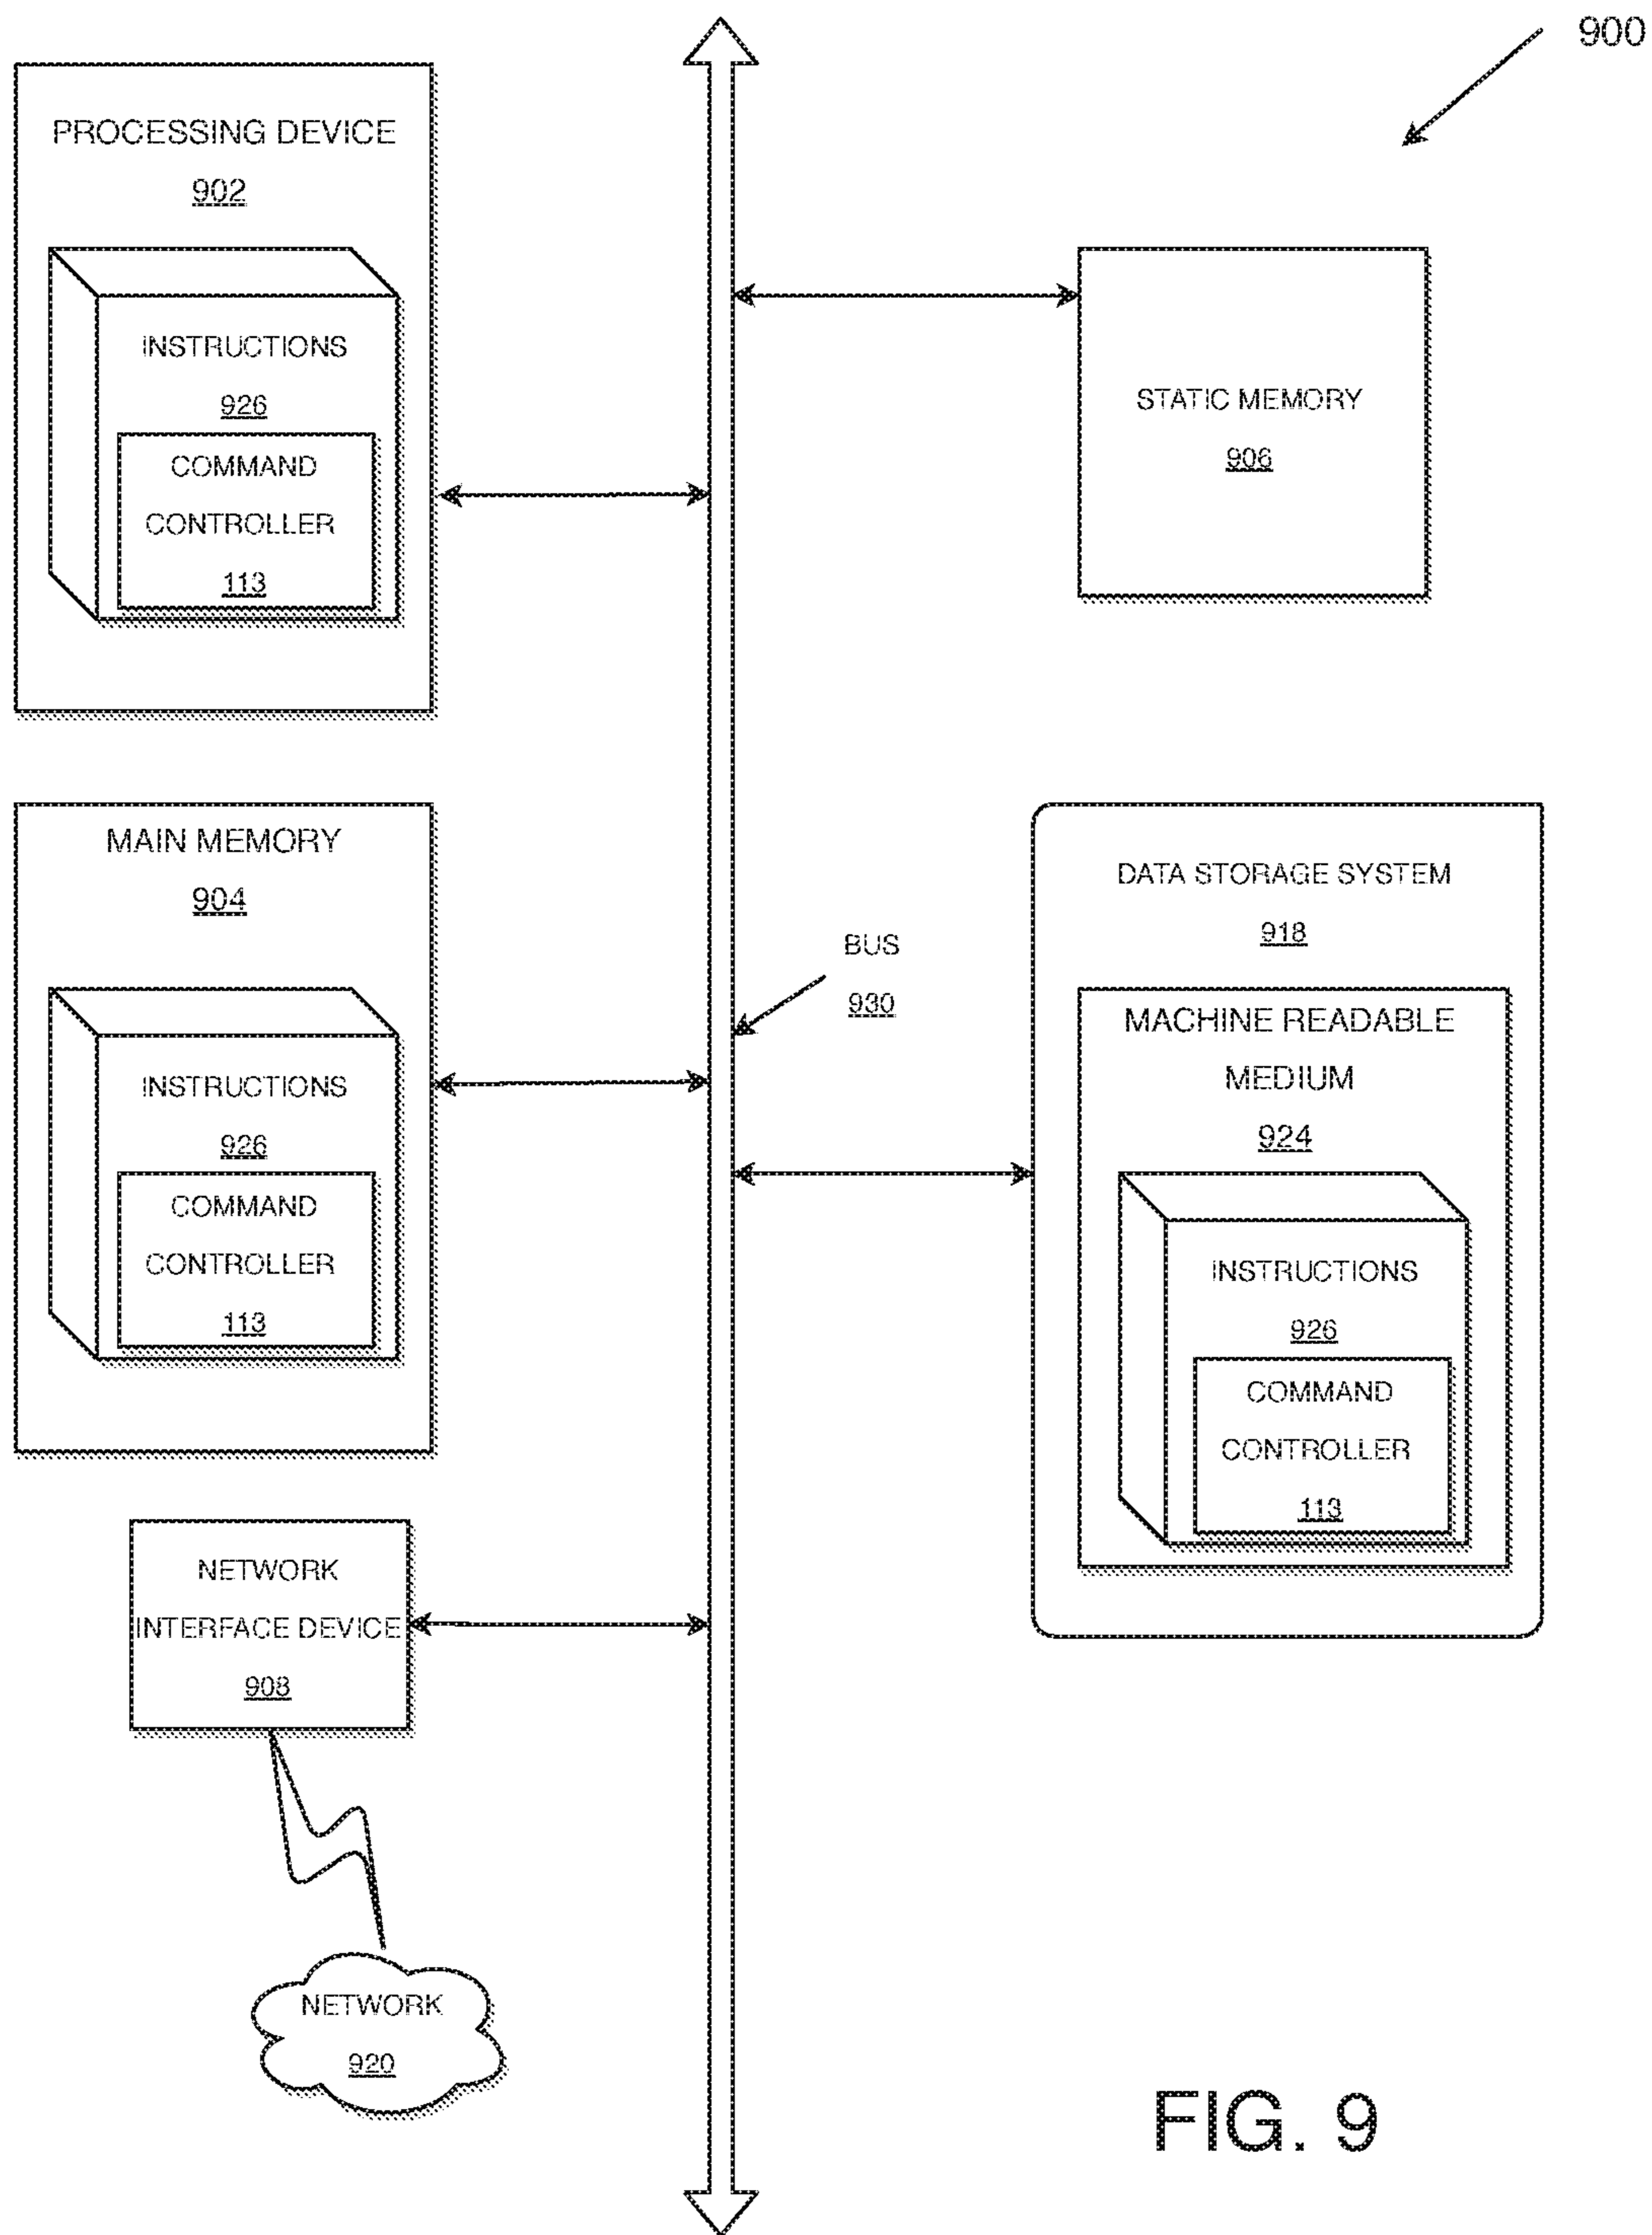 900
PROCESSING DEVICE
902
INSTRUCTIONS
926
COMMAND
CONTROLLER
113
STATIC MEMORY
906
MAIN MEMORY
904
INSTRUCTIONS
926
COMMAND
CONTROLLER
113
BUS
930
DATA STORAGE SYSTEM
918
MACHINE READABLE
MEDIUM
924
INSTRUCTIONS
926
COMMAND
CONTROLLER
113
NETWORK
INTERFACE DEVICE
908
NETWORK
920
FIG. 9